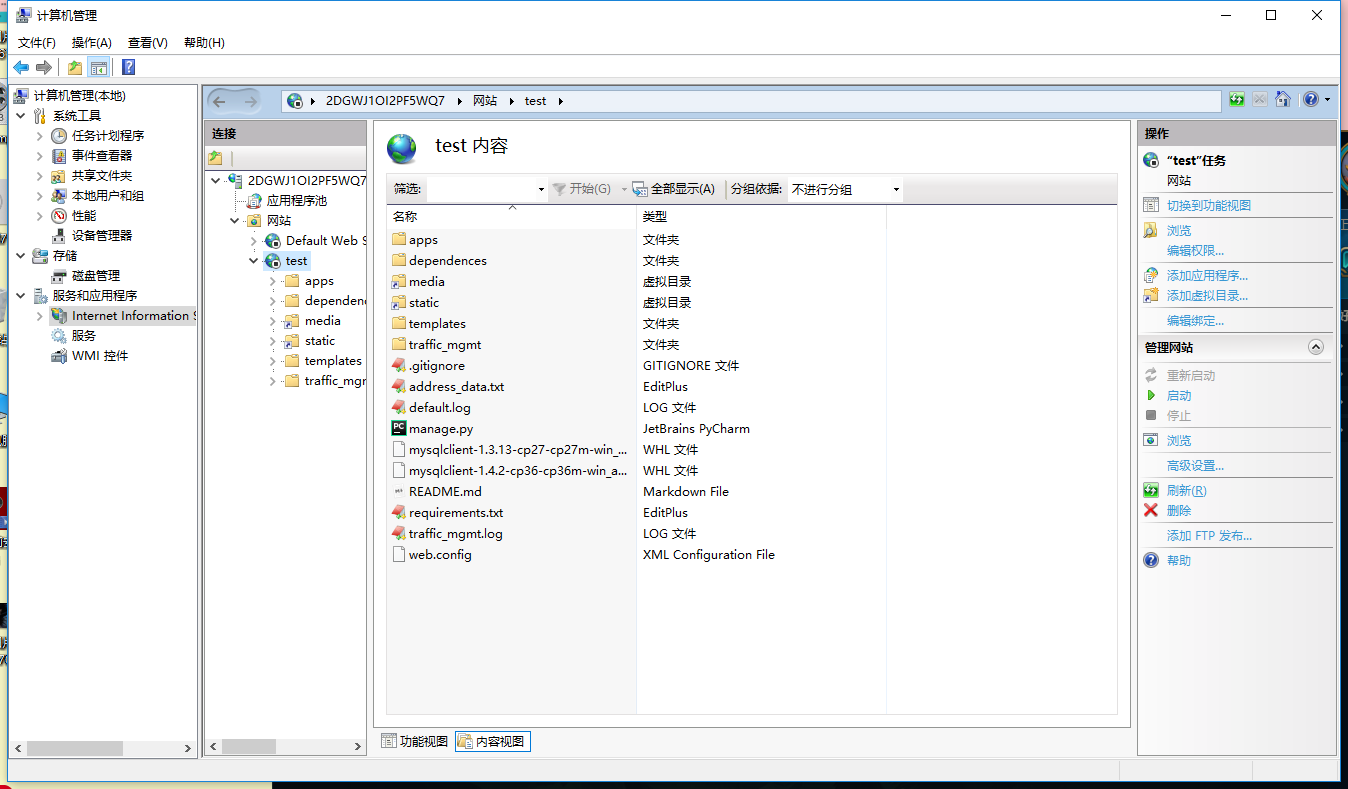 计算机管理
文件(F) 操作(A) 查看(V) 帮助(H)
计算机管理(本地)
系统工具
任务计划程序
事件查看器
共享文件夹
本地用户和组
性能
设备管理器
存储
磁盘管理
服务和应用程序
Internet Information S
服务
WMI 控件
2DGWJ1OI2PF5WQ7 网站 test
连接
2DGWJ1OI2PF5WQ7
应用程序池
网站
Default Web S
test
apps
dependenc
media
static
templates
traffic_mgm
test 内容
筛选: 开始(G) 全部显示(A) 分组依据: 不进行分组
名称 类型
apps 文件夹
dependences 文件夹
media 虚拟目录
static 虚拟目录
templates 文件夹
traffic_mgmt 文件夹
.gitignore GITIGNORE 文件
address_data.txt EditPlus
default.log LOG 文件
manage.py JetBrains PyCharm
mysqlclient-1.3.13-cp27-cp27m-win_... WHL 文件
mysqlclient-1.4.2-cp36-cp36m-win_a... WHL 文件
README.md Markdown File
requirements.txt EditPlus
traffic_mgmt.log LOG 文件
web.config XML Configuration File
功能视图 内容视图
操作
“test”任务
网站
切换到功能视图
浏览
编辑权限...
添加应用程序...
添加虚拟目录...
编辑绑定...
管理网站
重新启动
启动
停止
浏览
高级设置...
刷新(R)
删除
添加 FTP 发布...
帮助